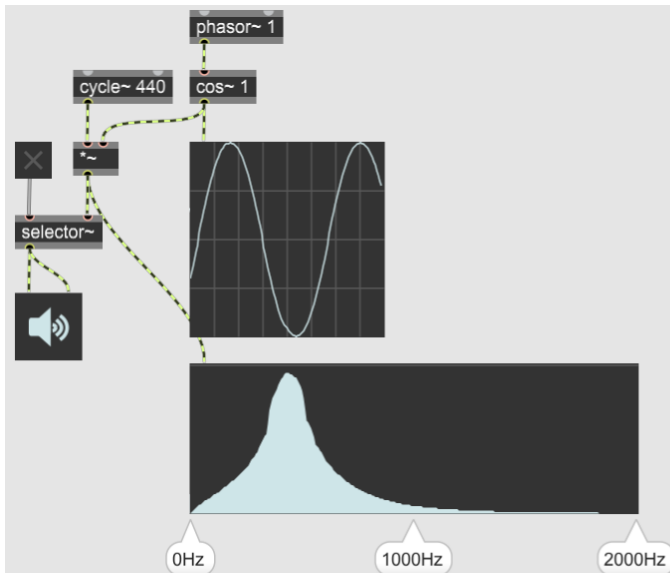 phasor~ 1
cycle~ 440
cos~ 1
*~
selector~
0Hz
1000Hz
2000Hz